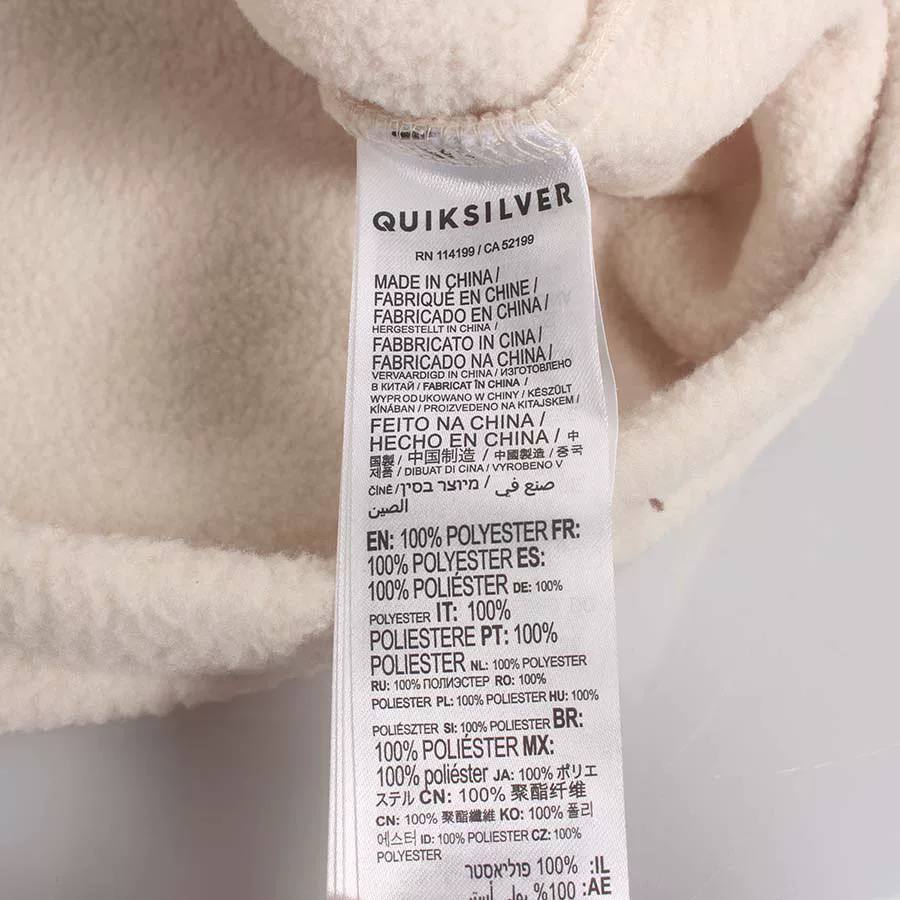 QUIKSILVER
RN 114199 / CA 52199
MADE IN CHINA /
FABRIQUÉ EN CHINE /
FABRICADO EN CHINA /
HERGESTELLT IN CHINA /
FABBRICATO IN CINA /
FABRICADO NA CHINA /
VERVAARDIGD IN CHINA / ИЗГОТОВЛЕНО
В КИТАЙ / FABRICAT ÎN CHINA /
WYPRODUKOWANO W CHINY / KÉSZÜLT
KÍNÁBAN / PROIZVEDENO NA KITAJSKEM /
FEITO NA CHINA /
HECHO EN CHINA / 中
国製 / 中国制造 / 中國製造 / 중국
제품 / DIBUAT DI CINA / VYROBENO V
ČÍNĚ / מיוצר בסין / صنع في
الصين
EN: 100% POLYESTER FR:
100% POLYESTER ES:
100% POLIÉSTER DE: 100%
POLYESTER IT: 100%
POLIESTERE PT: 100%
POLIESTER NL: 100% POLYESTER
RU: 100% ПОЛИЭСТЕР RO: 100%
POLIESTER PL: 100% POLIESTER HU: 100%
POLIÉSZTER SI: 100% POLIESTER BR:
100% POLIÉSTER MX:
100% poliéster JA: 100% ポリエ
ステル CN: 100% 聚酯纤维
CN: 100% 聚酯纖維 KO: 100% 폴리
에스터 ID: 100% POLIESTER CZ: 100%
POLYESTER
IL: 100% פוליאסטר
AE: 100% بولي أستر